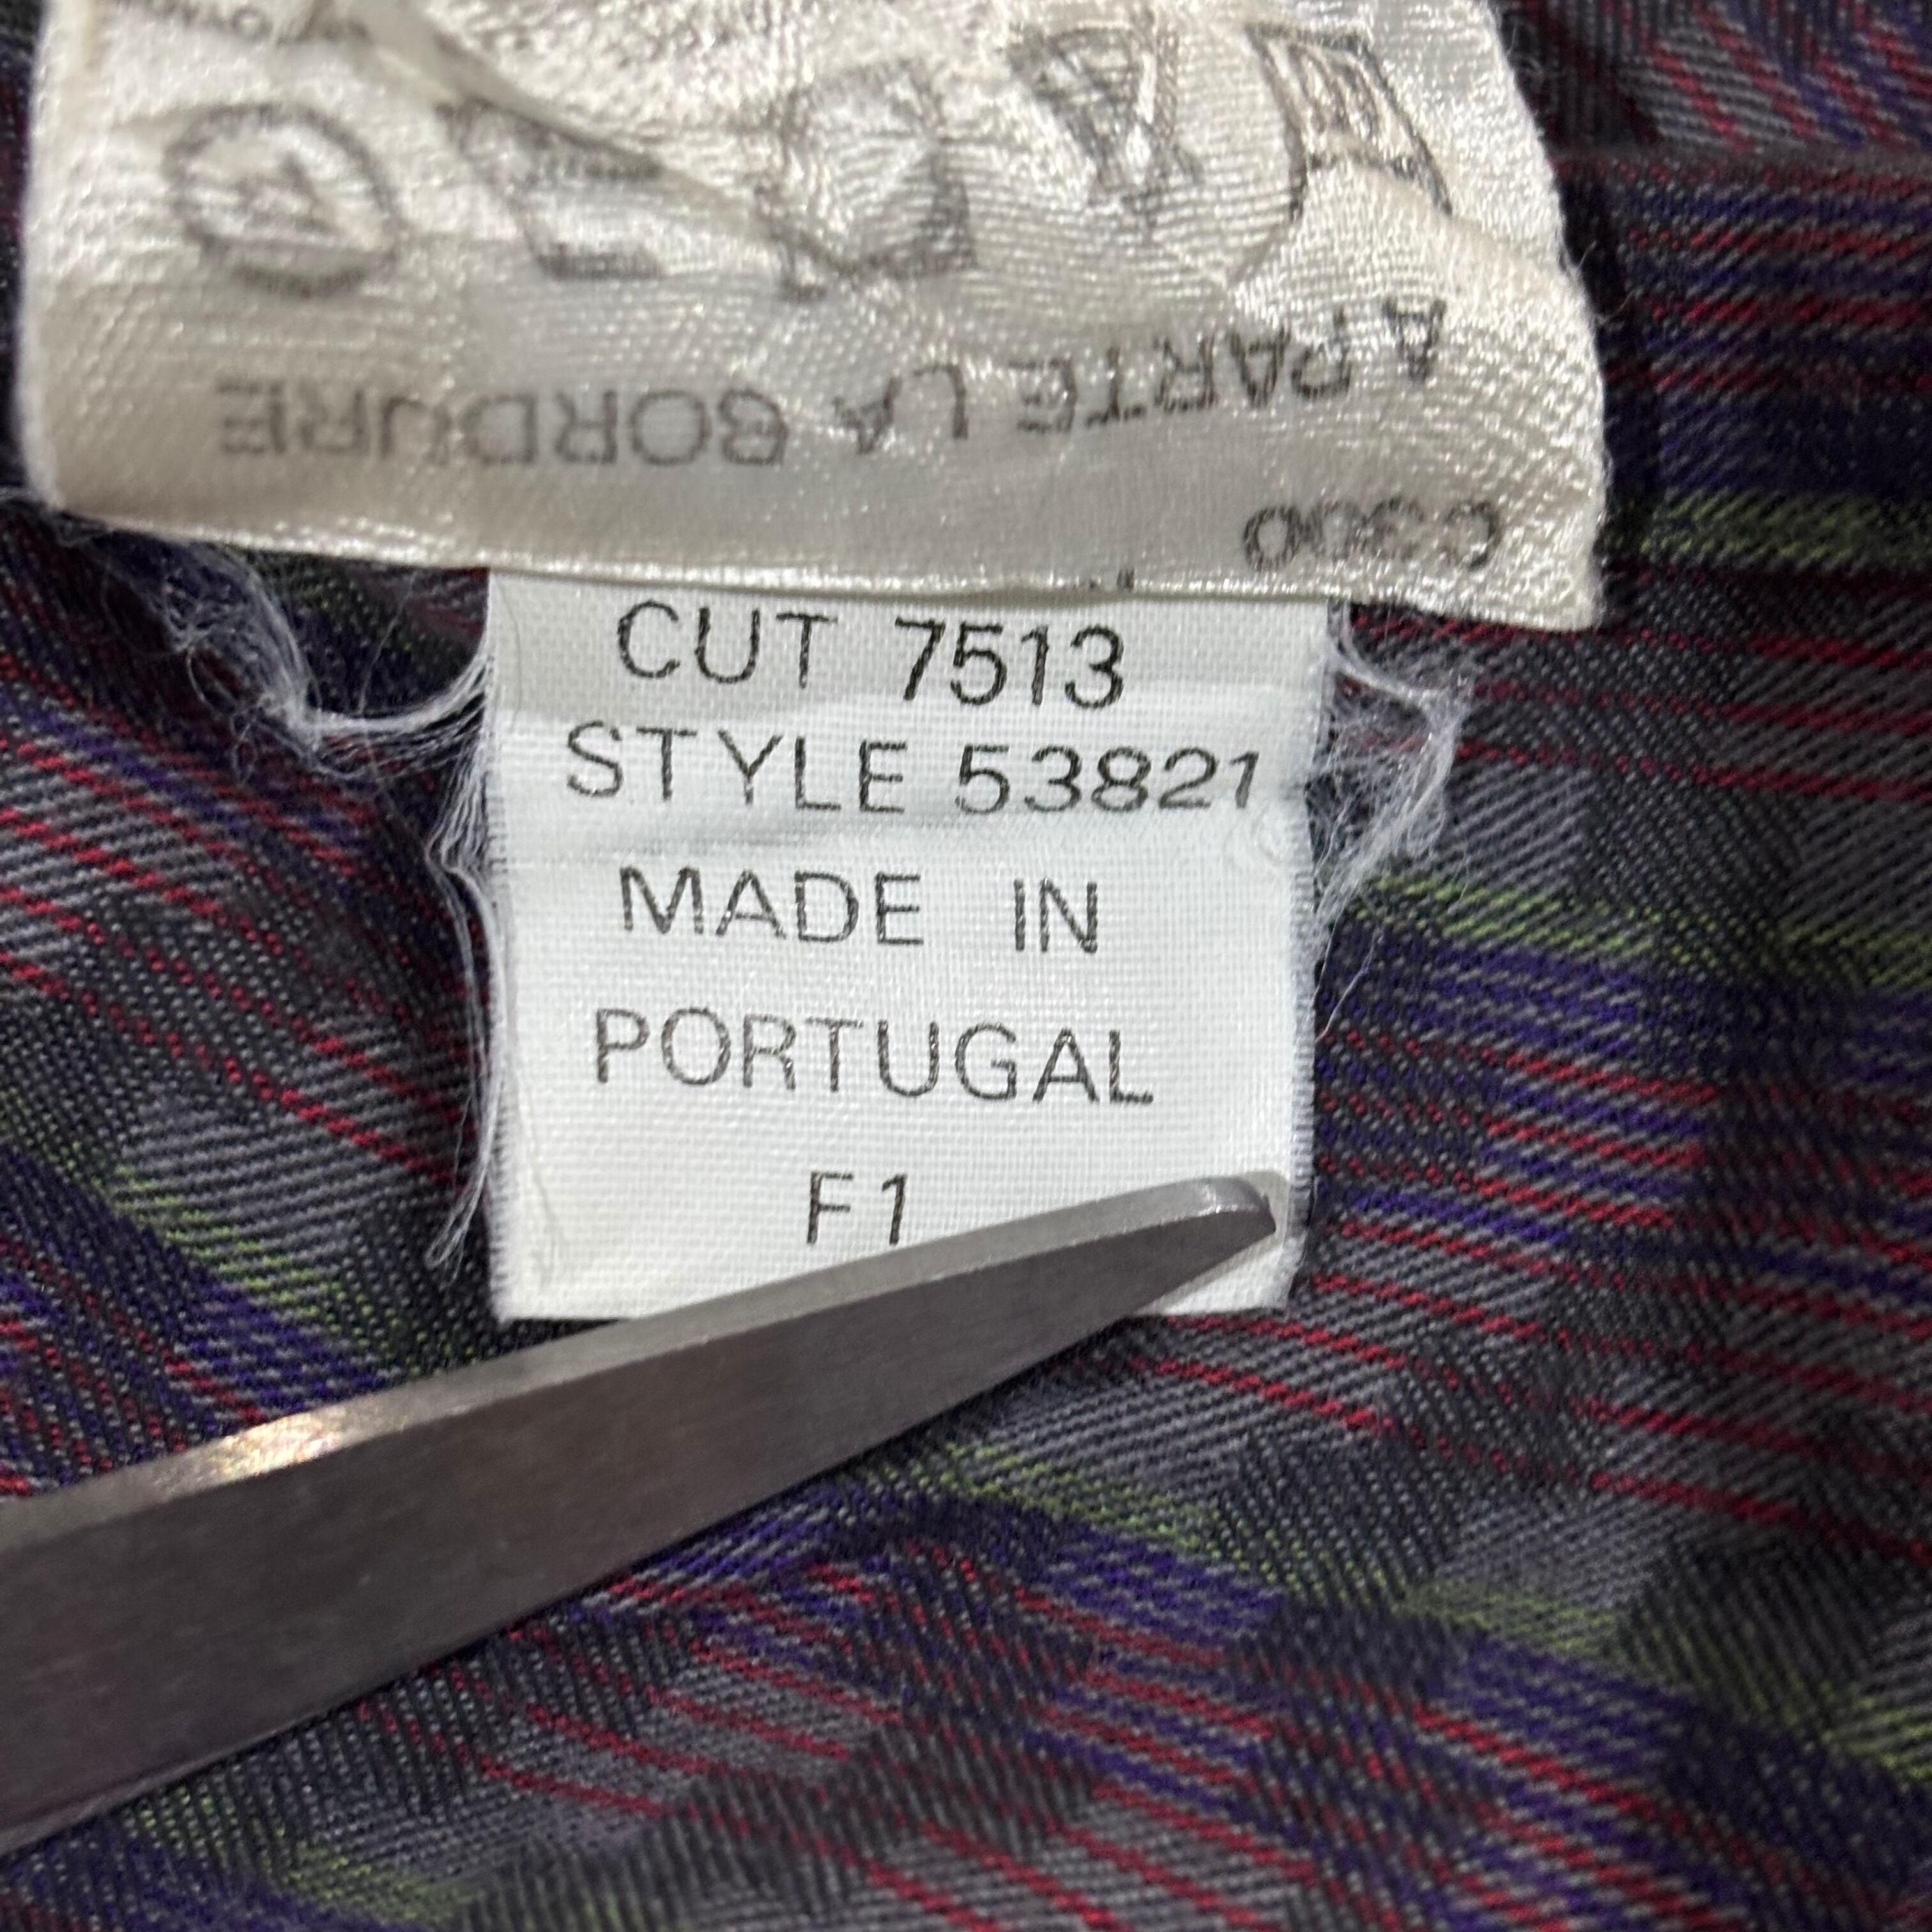 A PARTE LA BORDURE
CUT 7513
STYLE 53821
MADE IN
PORTUGAL
F1